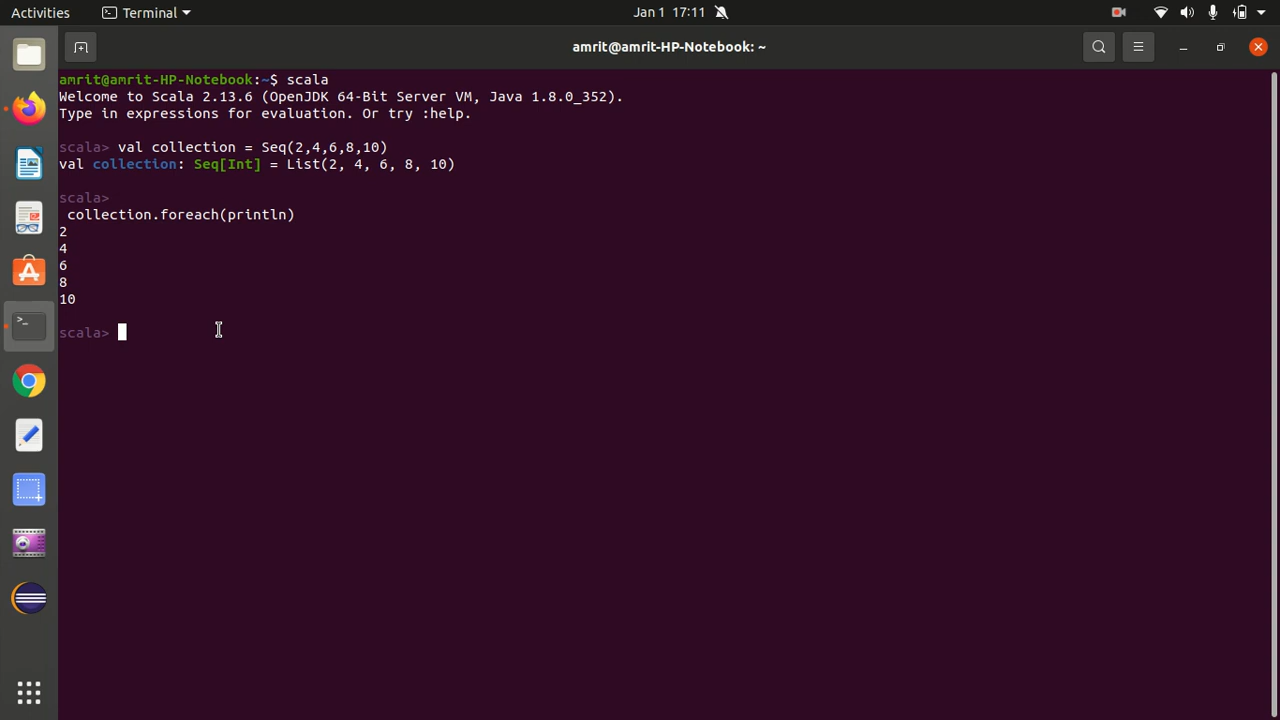 Activities Terminal Jan 1 17:11
amrit@amrit-HP-Notebook: ~
amrit@amrit-HP-Notebook:~$ scala
Welcome to Scala 2.13.6 (OpenJDK 64-Bit Server VM, Java 1.8.0_352).
Type in expressions for evaluation. Or try :help.
scala> val collection = Seq(2,4,6,8,10)
val collection: Seq[Int] = List(2, 4, 6, 8, 10)
scala>
collection.foreach(println)
2
4
6
8
10
scala>